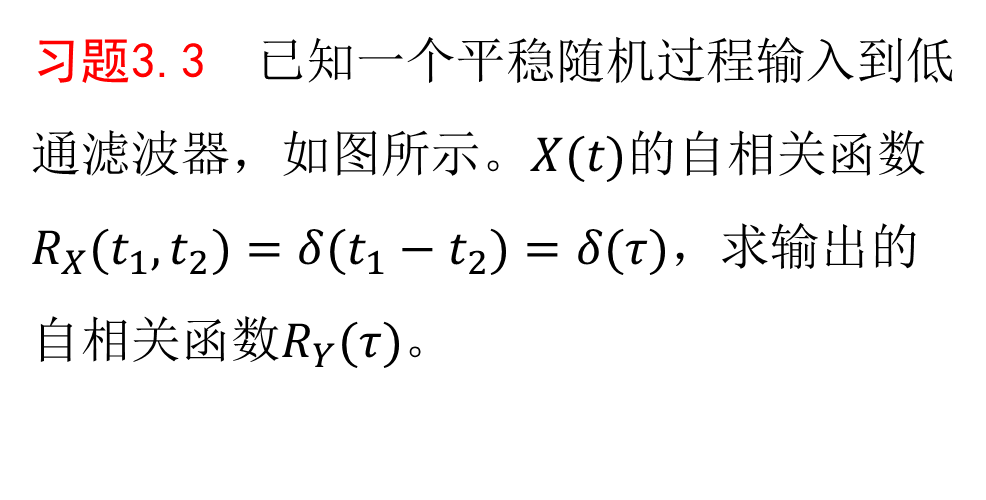 习题3.3 已知一个平稳随机过程输入到低
通滤波器，如图所示。X(t)的自相关函数
R_X(t_1,t_2) = δ(t_1 − t_2) = δ(τ)，求输出的
自相关函数R_Y(τ)。